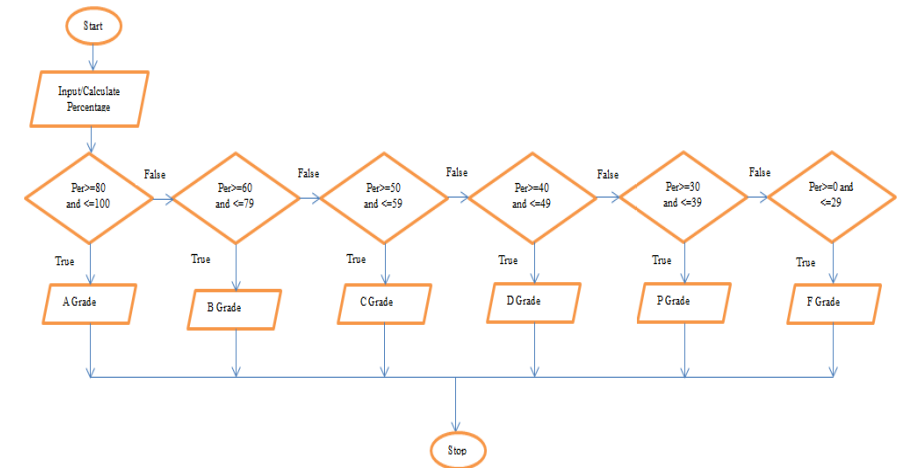 Start
Input/Calculate
Percentage
False
False
False
False
False
Per>=80
and <=100
Per>=60
and <=79
Per>=50
and <=59
Per>=40
and <=49
Per>=30
and <=39
Per>=0 and
<=29
True
True
True
True
True
True
A Grade
B Grade
C Grade
D Grade
P Grade
F Grade
Stop